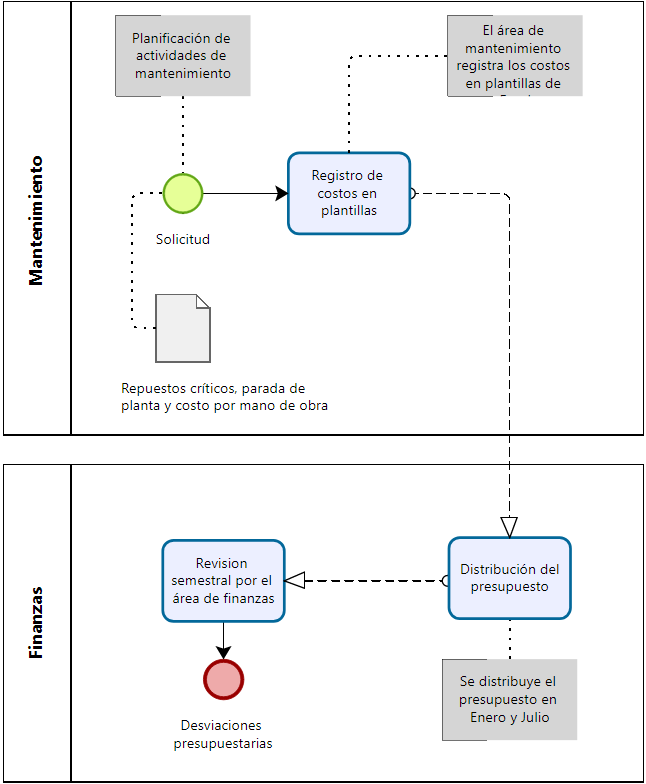 Mantenimiento
Planificación de
actividades de
mantenimiento
El área de
mantenimiento
registra los costos
en plantillas de
Registro de
costos en
plantillas
Solicitud
Repuestos críticos, parada de
planta y costo por mano de obra
Finanzas
Revision
semestral por el
área de finanzas
Distribución del
presupuesto
Desviaciones
presupuestarias
Se distribuye el
presupuesto en
Enero y Julio